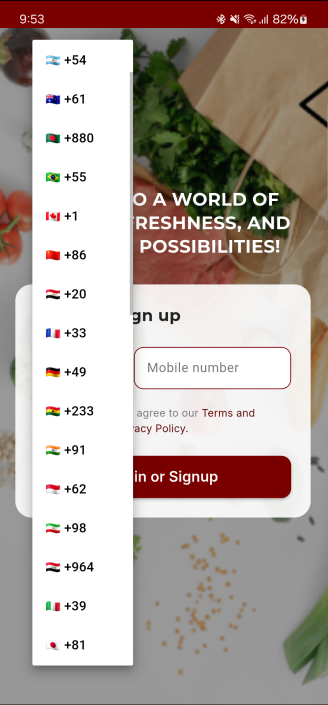 9:53
82%
+54
+61
+880
+55
+1
+86
+20
+33
+49
+233
+91
+62
+98
+964
+39
+81
O A WORLD OF
FRESHNESS, AND
POSSIBILITIES!
gn up
Mobile number
agree to our Terms and
vacy Policy.
in or Signup